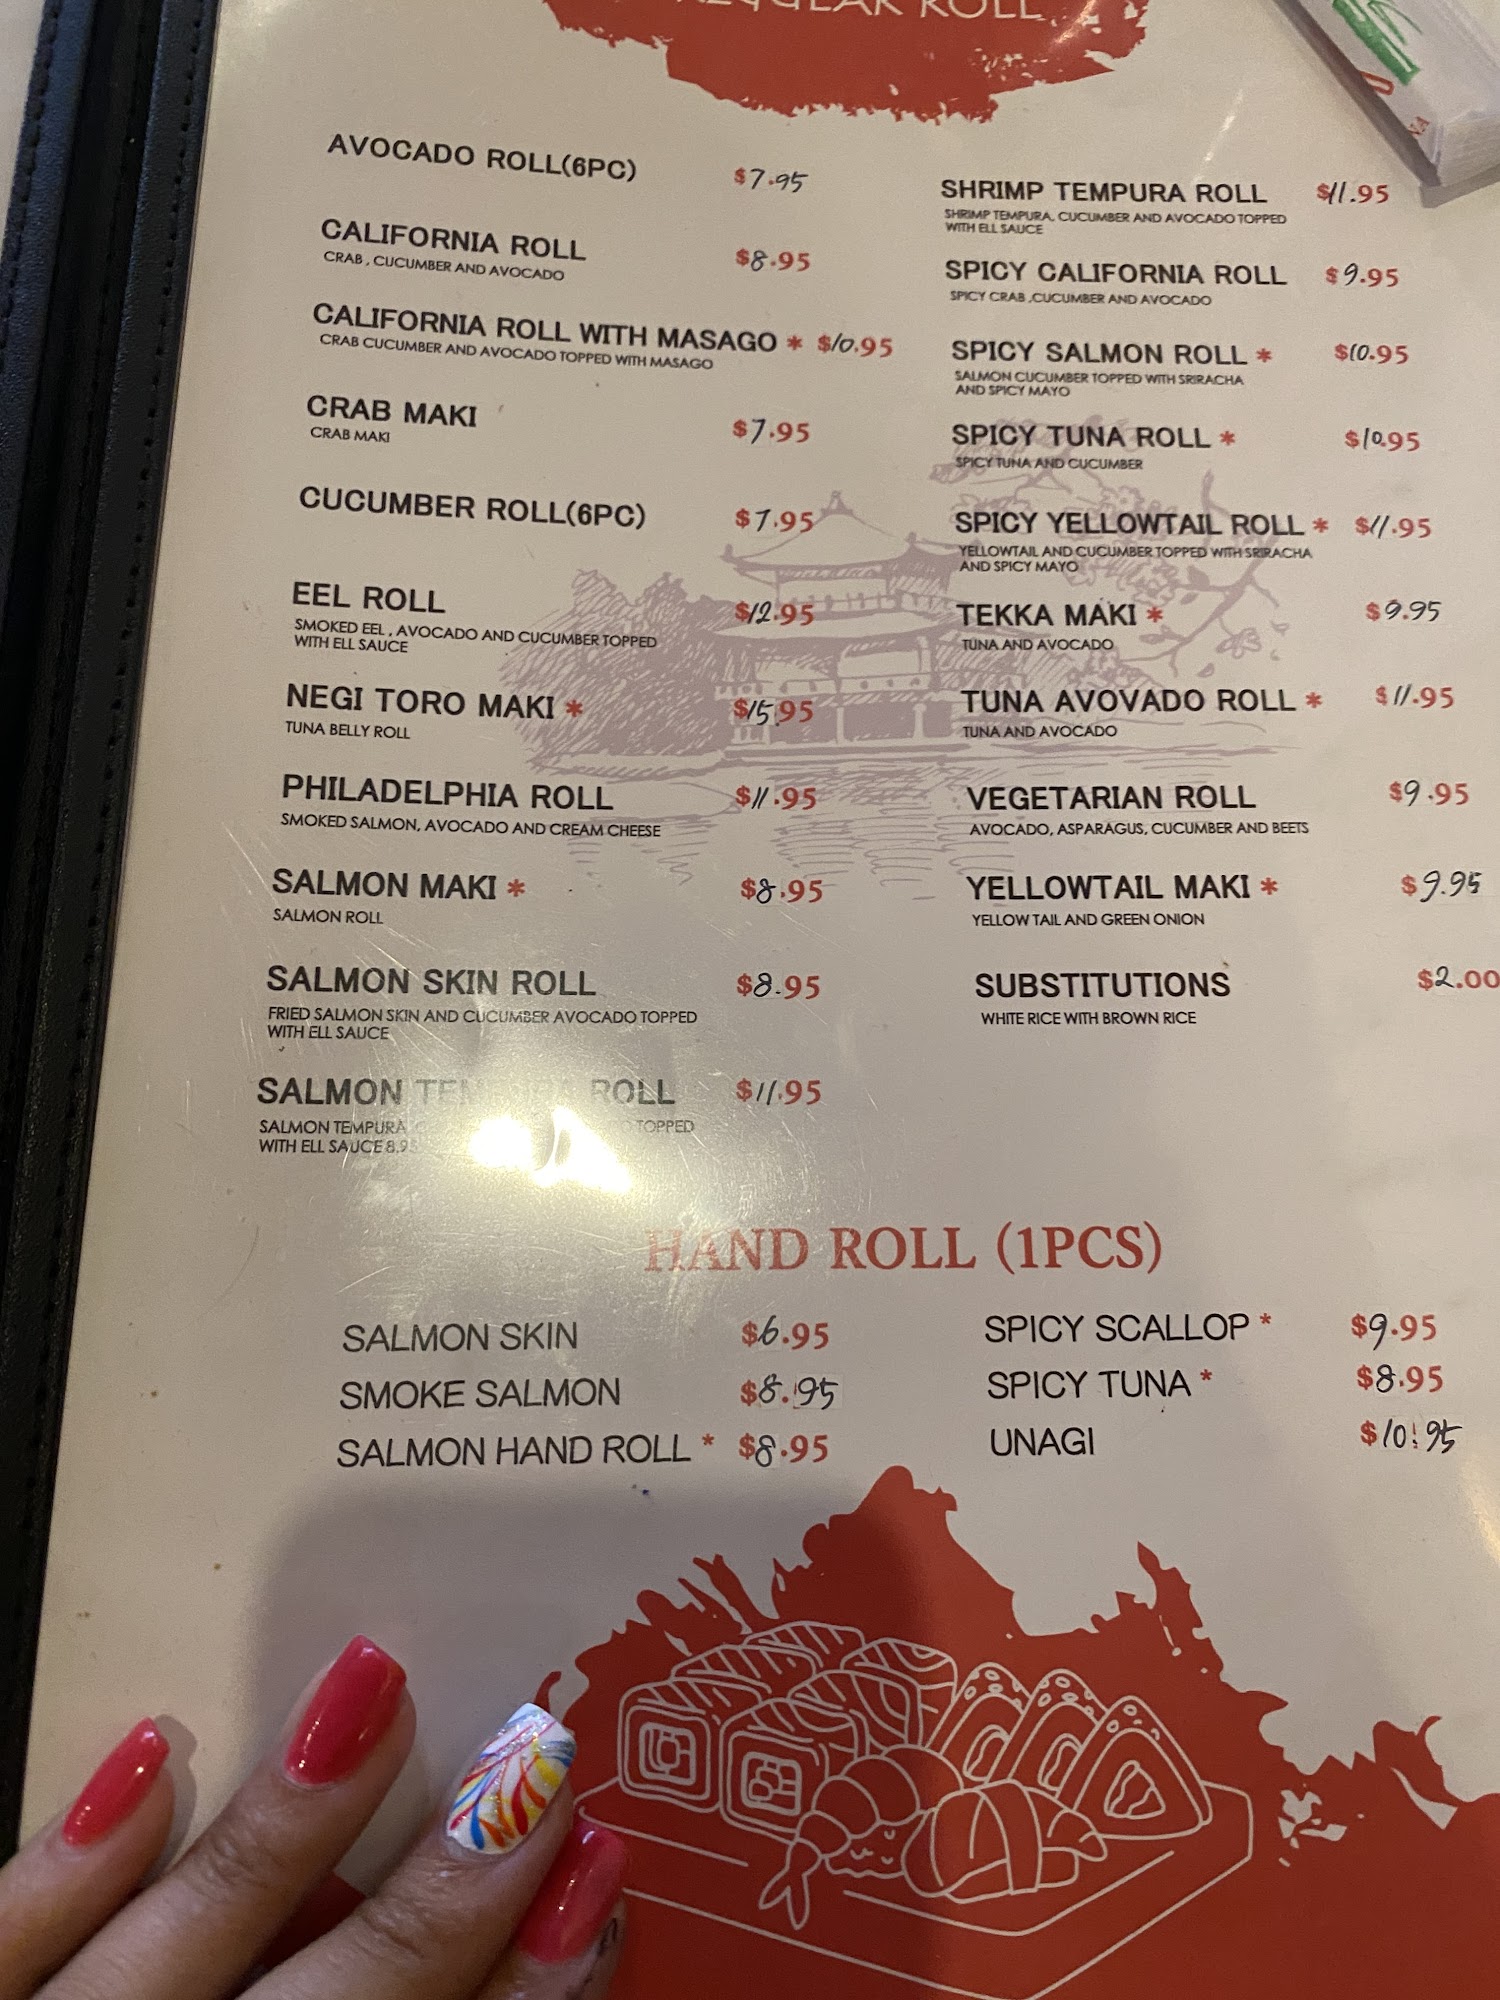 REGULAR ROLL
AVOCADO ROLL(6PC) $7.95
CALIFORNIA ROLL $8.95
CRAB , CUCUMBER AND AVOCADO
CALIFORNIA ROLL WITH MASAGO * $10.95
CRAB CUCUMBER AND AVOCADO TOPPED WITH MASAGO
CRAB MAKI $7.95
CRAB MAKI
CUCUMBER ROLL(6PC) $7.95
EEL ROLL $12.95
SMOKED EEL , AVOCADO AND CUCUMBER TOPPED
WITH ELL SAUCE
NEGI TORO MAKI * $15.95
TUNA BELLY ROLL
PHILADELPHIA ROLL $11.95
SMOKED SALMON, AVOCADO AND CREAM CHEESE
SALMON MAKI * $8.95
SALMON ROLL
SALMON SKIN ROLL $8.95
FRIED SALMON SKIN AND CUCUMBER AVOCADO TOPPED
WITH ELL SAUCE
SALMON TEMPURA ROLL $11.95
SALMON TEMPURA TOPPED
WITH ELL SAUCE 8.95
SHRIMP TEMPURA ROLL $11.95
SHRIMP TEMPURA, CUCUMBER AND AVOCADO TOPPED
WITH ELL SAUCE
SPICY CALIFORNIA ROLL $9.95
SPICY CRAB ,CUCUMBER AND AVOCADO
SPICY SALMON ROLL * $10.95
SALMON CUCUMBER TOPPED WITH SRIRACHA
AND SPICY MAYO
SPICY TUNA ROLL * $10.95
SPICY TUNA AND CUCUMBER
SPICY YELLOWTAIL ROLL * $11.95
YELLOWTAIL AND CUCUMBER TOPPED WITH SRIRACHA
AND SPICY MAYO
TEKKA MAKI * $9.95
TUNA AND AVOCADO
TUNA AVOVADO ROLL * $11.95
TUNA AND AVOCADO
VEGETARIAN ROLL $9.95
AVOCADO, ASPARAGUS, CUCUMBER AND BEETS
YELLOWTAIL MAKI * $9.95
YELLOW TAIL AND GREEN ONION
SUBSTITUTIONS $2.00
WHITE RICE WITH BROWN RICE
HAND ROLL (1PCS)
SALMON SKIN $6.95
SMOKE SALMON $8.95
SALMON HAND ROLL * $8.95
SPICY SCALLOP * $9.95
SPICY TUNA * $8.95
UNAGI $10.95